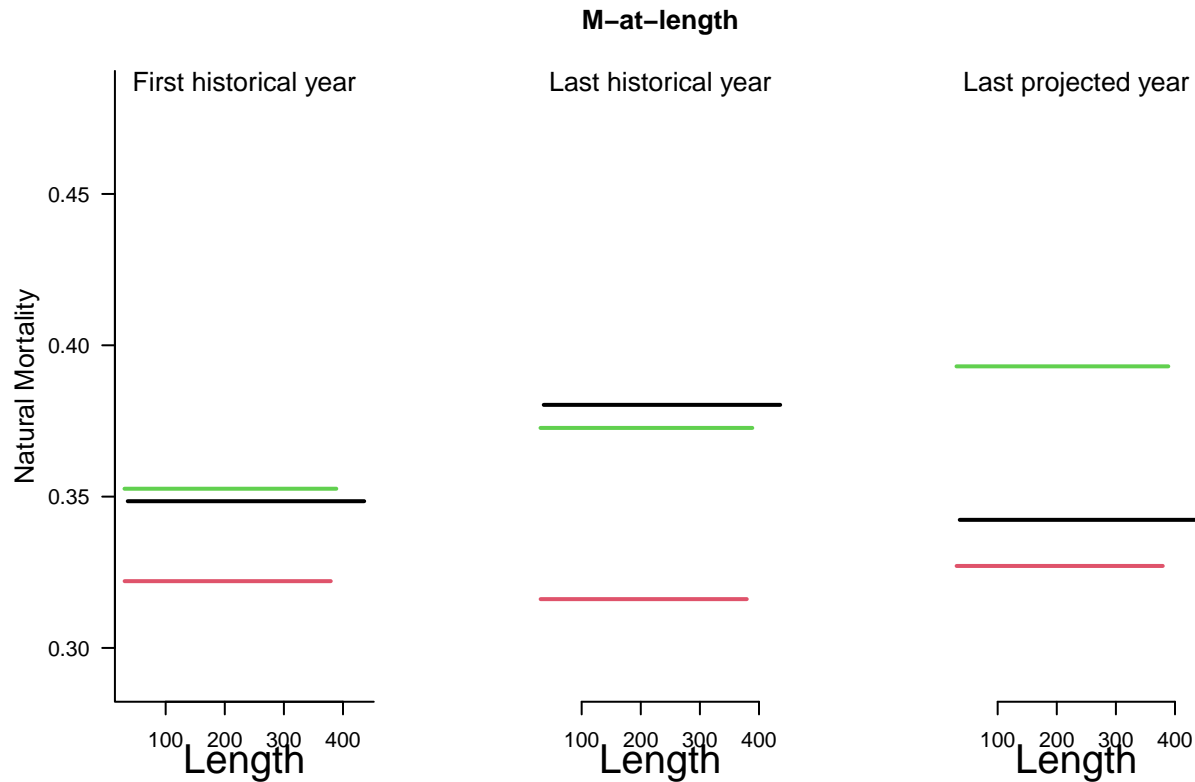 M−at−length
First historical year
Last historical year
Last projected year
Natural Mortality
0.45
0.40
0.35
0.30
100 200 300 400
100 200 300 400
100 200 300 400
Length
Length
Length